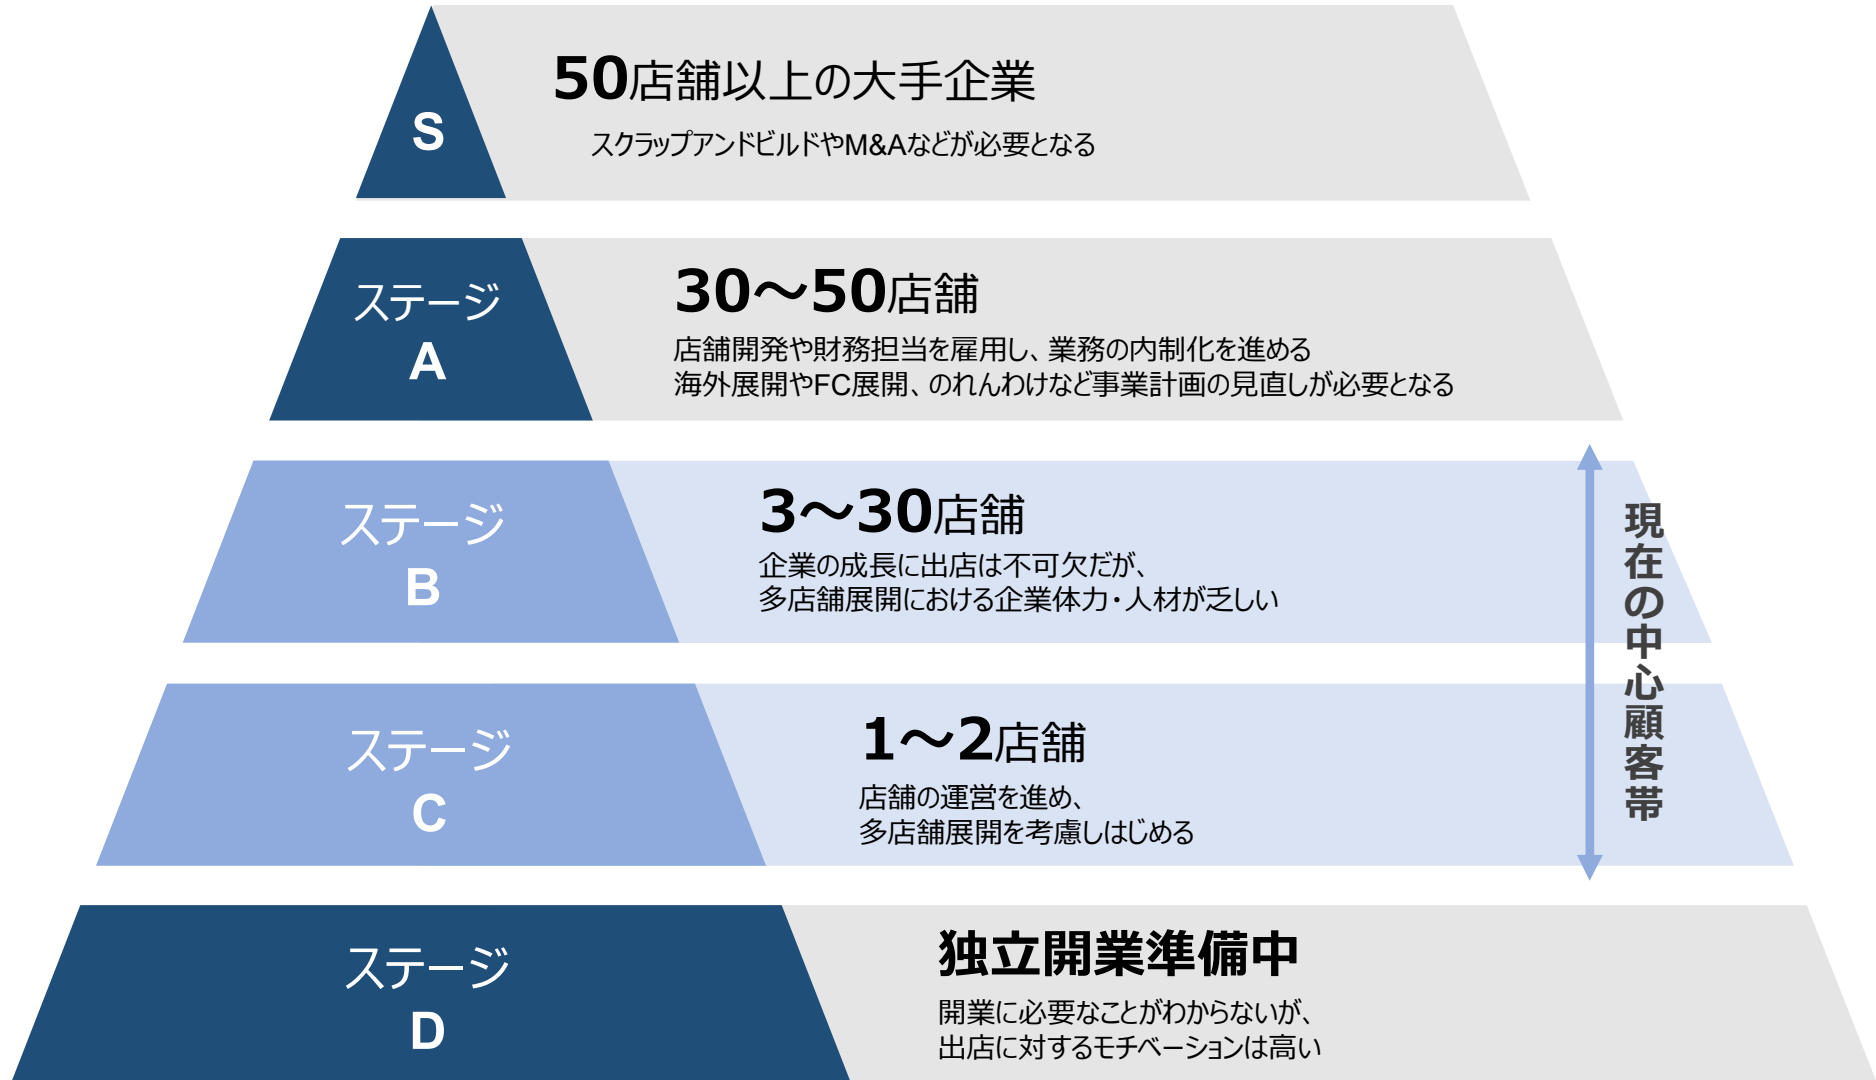 S
50店舗以上の大手企業
スクラップアンドビルドやM&Aなどが必要となる
ステージ
A
30～50店舗
店舗開発や財務担当を雇用し、業務の内制化を進める
海外展開やFC展開、のれんわけなど事業計画の見直しが必要となる
ステージ
B
3～30店舗
企業の成長に出店は不可欠だが、
多店舗展開における企業体力・人材が乏しい
現在の中心顧客帯
ステージ
C
1～2店舗
店舗の運営を進め、
多店舗展開を考慮しはじめる
ステージ
D
独立開業準備中
開業に必要なことがわからないが、
出店に対するモチベーションは高い